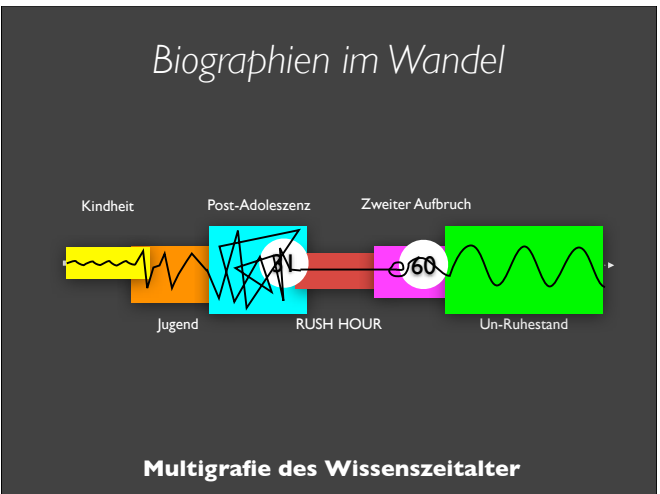 Biographien im Wandel
Kindheit
Post-Adoleszenz
Zweiter Aufbruch
60
Jugend
RUSH HOUR
Un-Ruhestand
Multigrafie des Wissenszeitalter